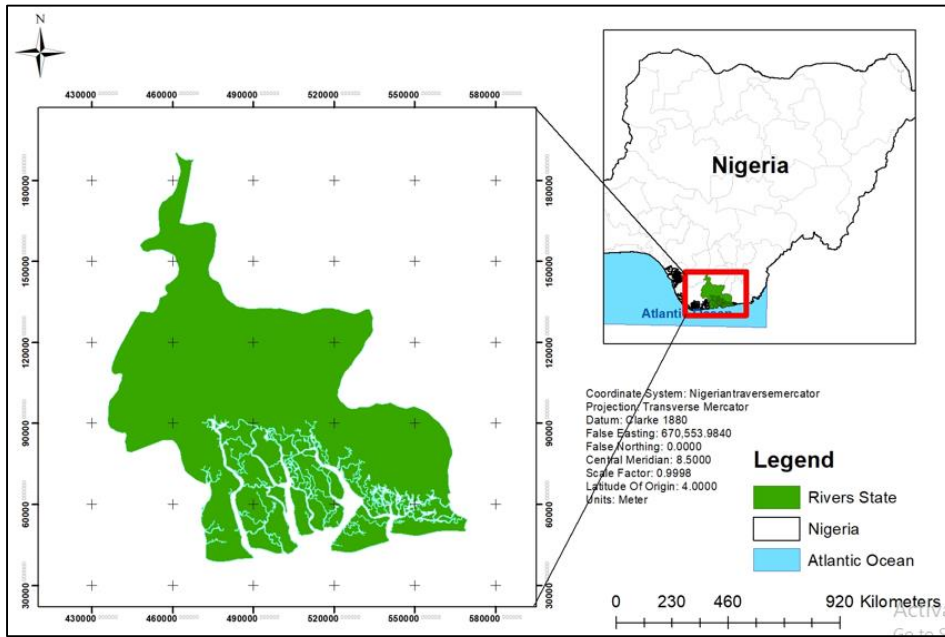 N
430000 460000 490000 520000 550000 580000
180000 180000
150000 150000
120000 120000
90000 90000
60000 60000
30000 30000
430000 460000 490000 520000 550000 580000
Nigeria
Atlantic Ocean
Coordinate System: Nigeriantraversemercator
Projection: Transverse Mercator
Datum: Clarke 1880
False Easting: 670,553.9840
False Northing: 0.0000
Central Meridian: 8.5000
Scale Factor: 0.9998
Latitude Of Origin: 4.0000
Units: Meter
Legend
Rivers State
Nigeria
Atlantic Ocean
0 230 460 920 Kilometers